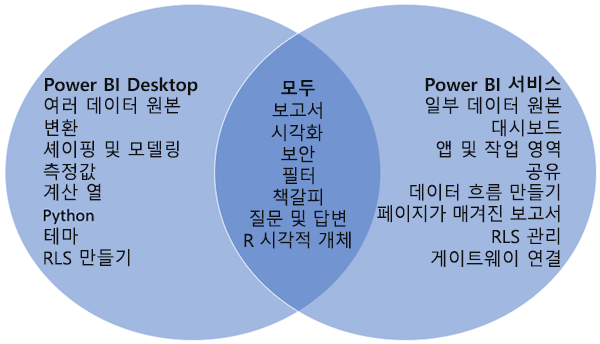 Power BI Desktop
여러 데이터 원본
변환
셰이핑 및 모델링
측정값
계산 열
Python
테마
RLS 만들기
모두
보고서
시각화
보안
필터
책갈피
질문 및 답변
R 시각적 개체
Power BI 서비스
일부 데이터 원본
대시보드
앱 및 작업 영역
공유
데이터 흐름 만들기
페이지가 매겨진 보고서
RLS 관리
게이트웨이 연결